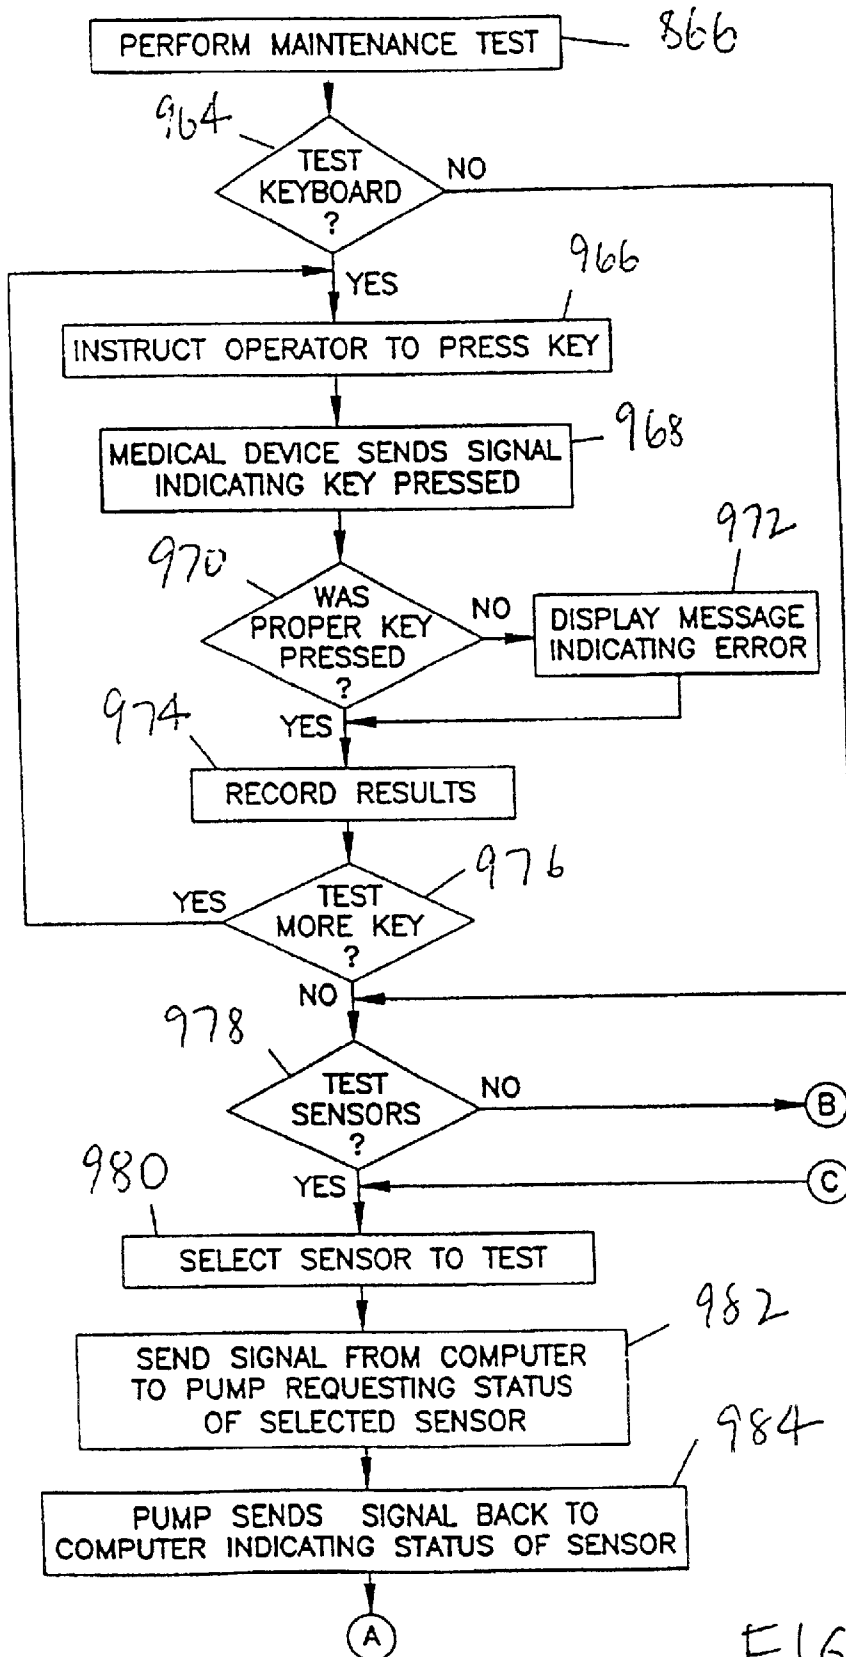 PERFORM MAINTENANCE TEST
866
964
TEST
KEYBOARD
?
NO
YES
966
INSTRUCT OPERATOR TO PRESS KEY
968
MEDICAL DEVICE SENDS SIGNAL
INDICATING KEY PRESSED
970
WAS
PROPER KEY
PRESSED
?
NO
972
DISPLAY MESSAGE
INDICATING ERROR
YES
974
RECORD RESULTS
976
TEST
MORE KEY
?
YES
NO
978
TEST
SENSORS
?
NO
B
YES
C
980
SELECT SENSOR TO TEST
982
SEND SIGNAL FROM COMPUTER
TO PUMP REQUESTING STATUS
OF SELECTED SENSOR
984
PUMP SENDS SIGNAL BACK TO
COMPUTER INDICATING STATUS OF SENSOR
A
FIG